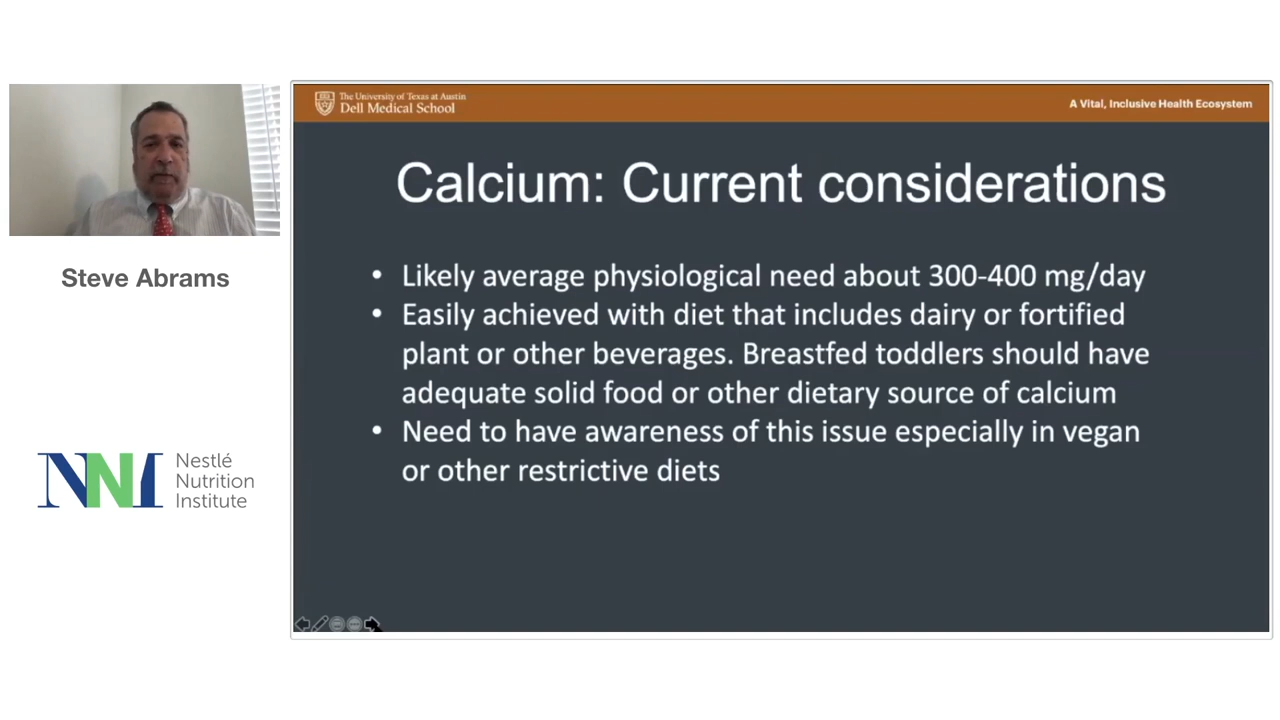 The University of Texas at Austin
Dell Medical School
A Vital, Inclusive Health Ecosystem
Calcium: Current considerations
• Likely average physiological need about 300-400 mg/day
• Easily achieved with diet that includes dairy or fortified
plant or other beverages. Breastfed toddlers should have
adequate solid food or other dietary source of calcium
• Need to have awareness of this issue especially in vegan
or other restrictive diets
Steve Abrams
NNI
Nestlé
Nutrition
Institute